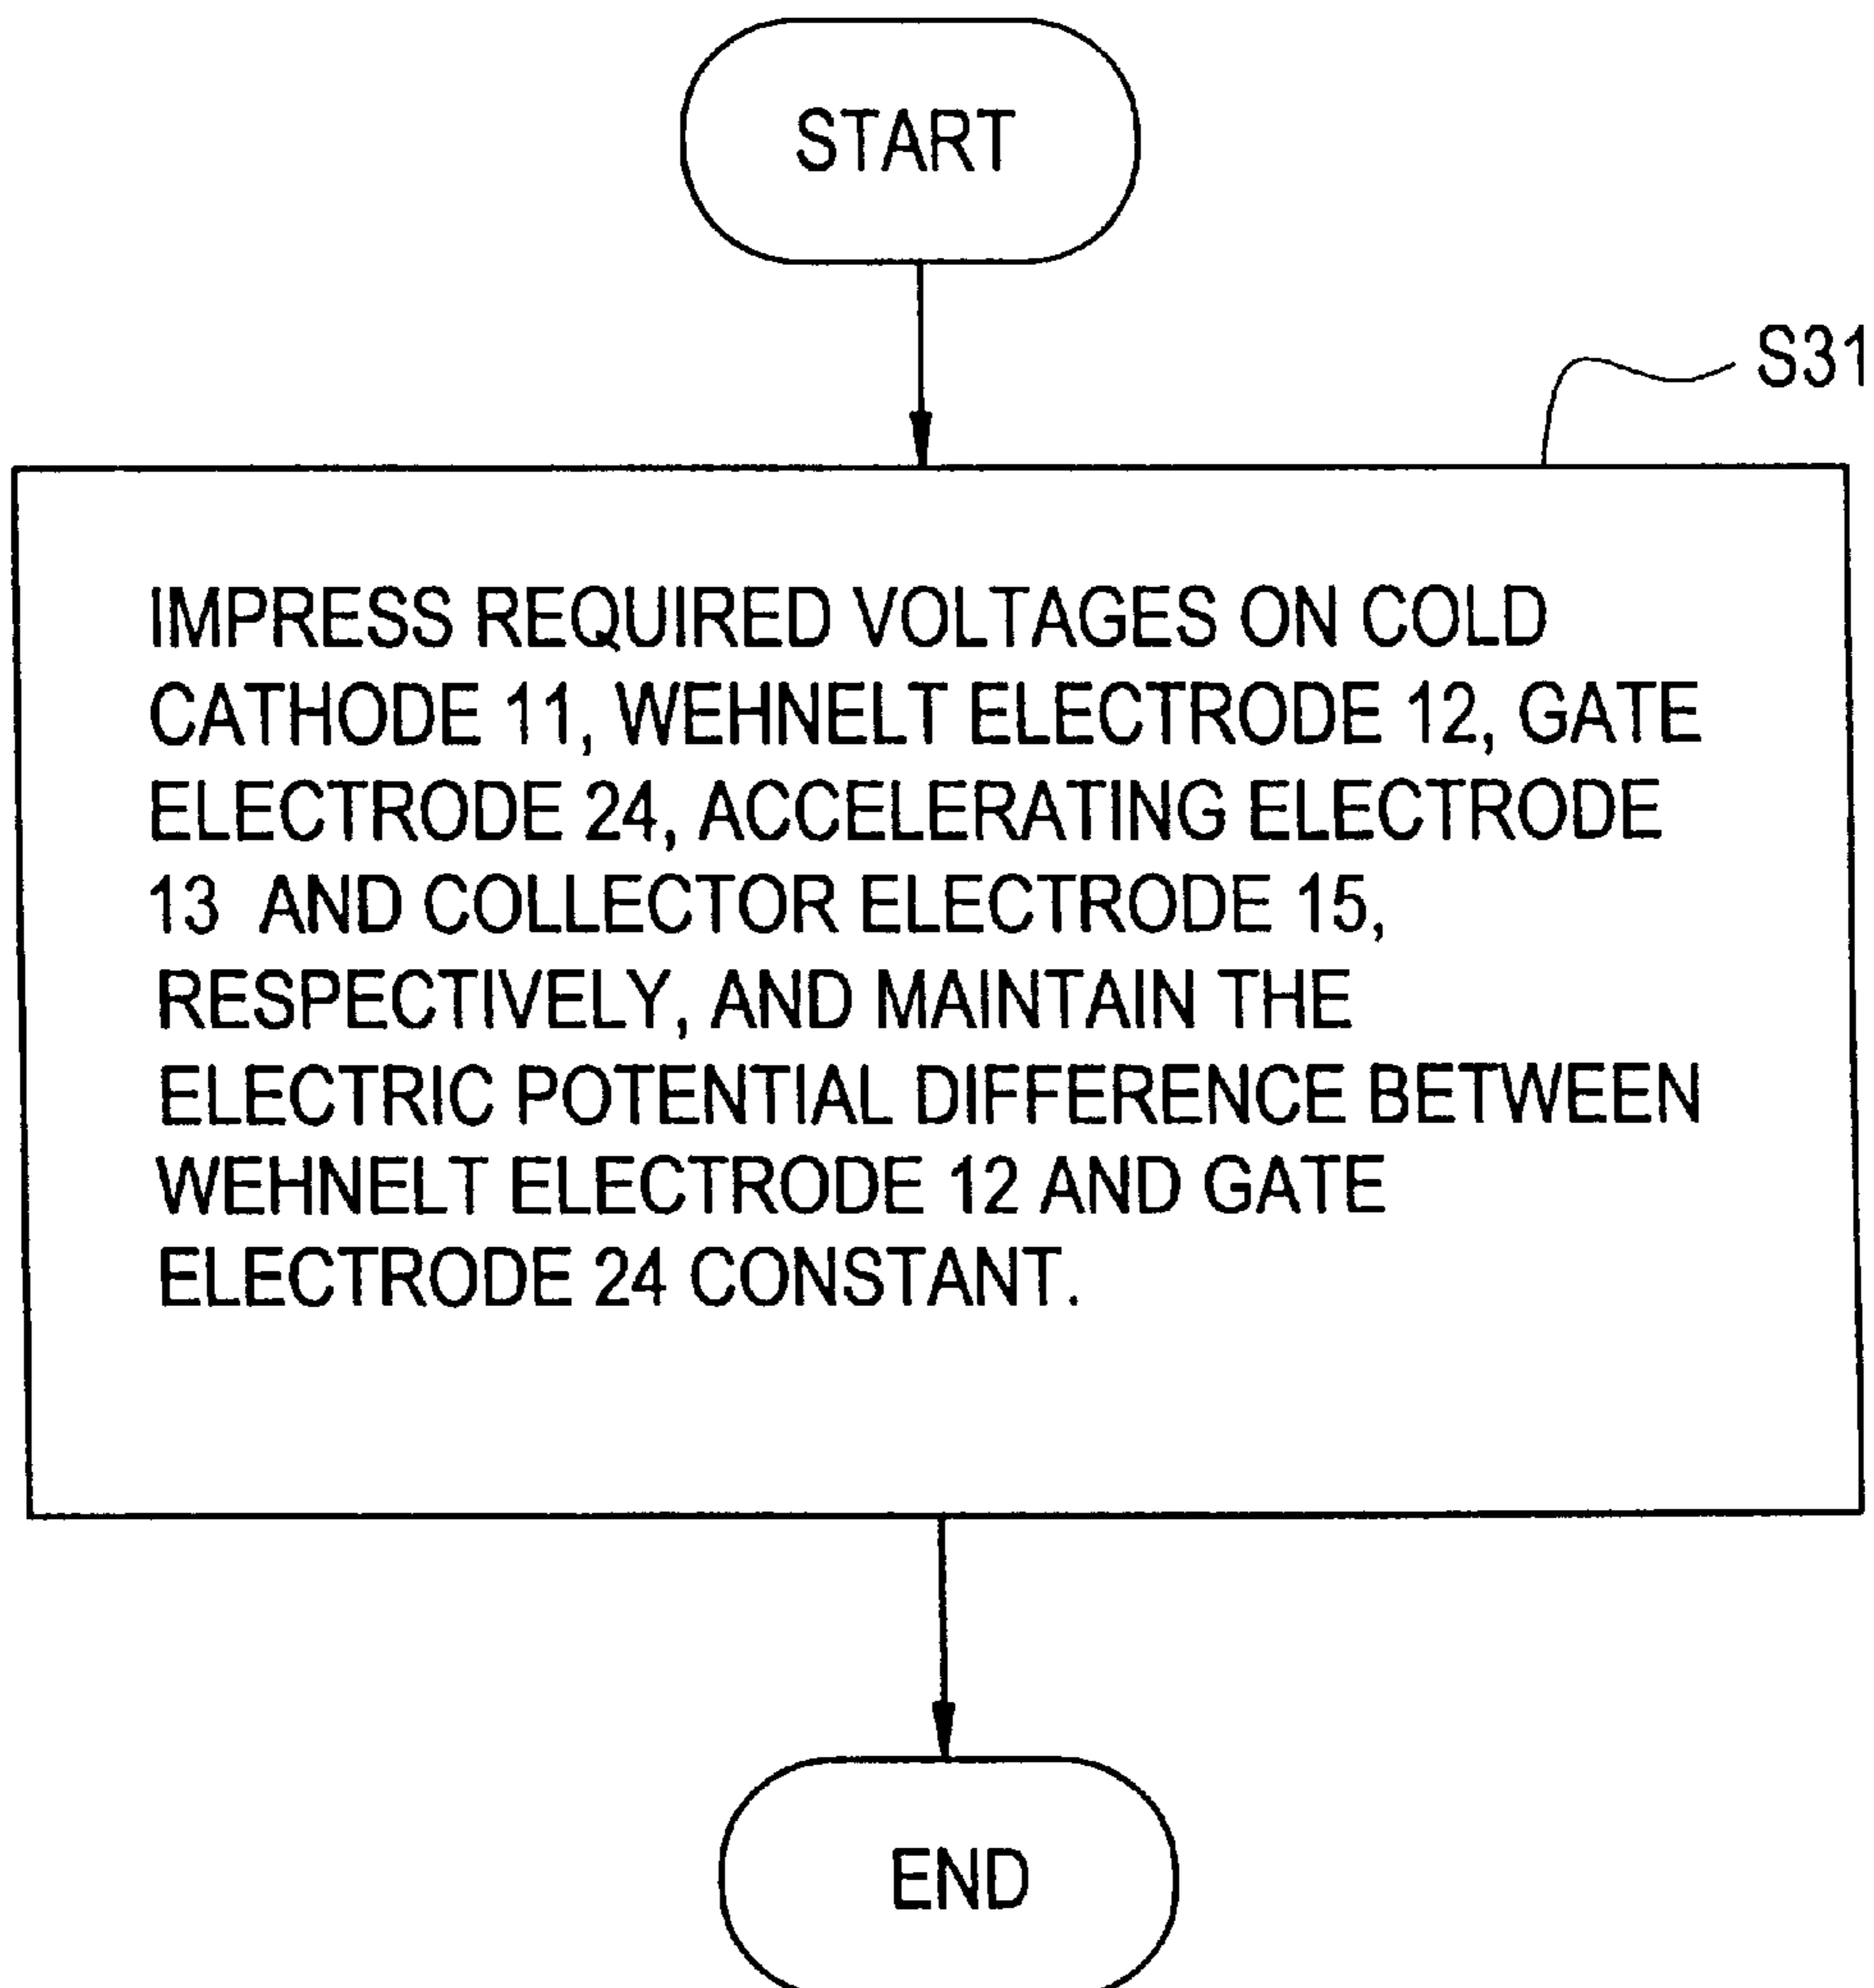 START
S31
IMPRESS REQUIRED VOLTAGES ON COLD
CATHODE 11, WEHNELT ELECTRODE 12, GATE
ELECTRODE 24, ACCELERATING ELECTRODE
13 AND COLLECTOR ELECTRODE 15,
RESPECTIVELY, AND MAINTAIN THE
ELECTRIC POTENTIAL DIFFERENCE BETWEEN
WEHNELT ELECTRODE 12 AND GATE
ELECTRODE 24 CONSTANT.
END